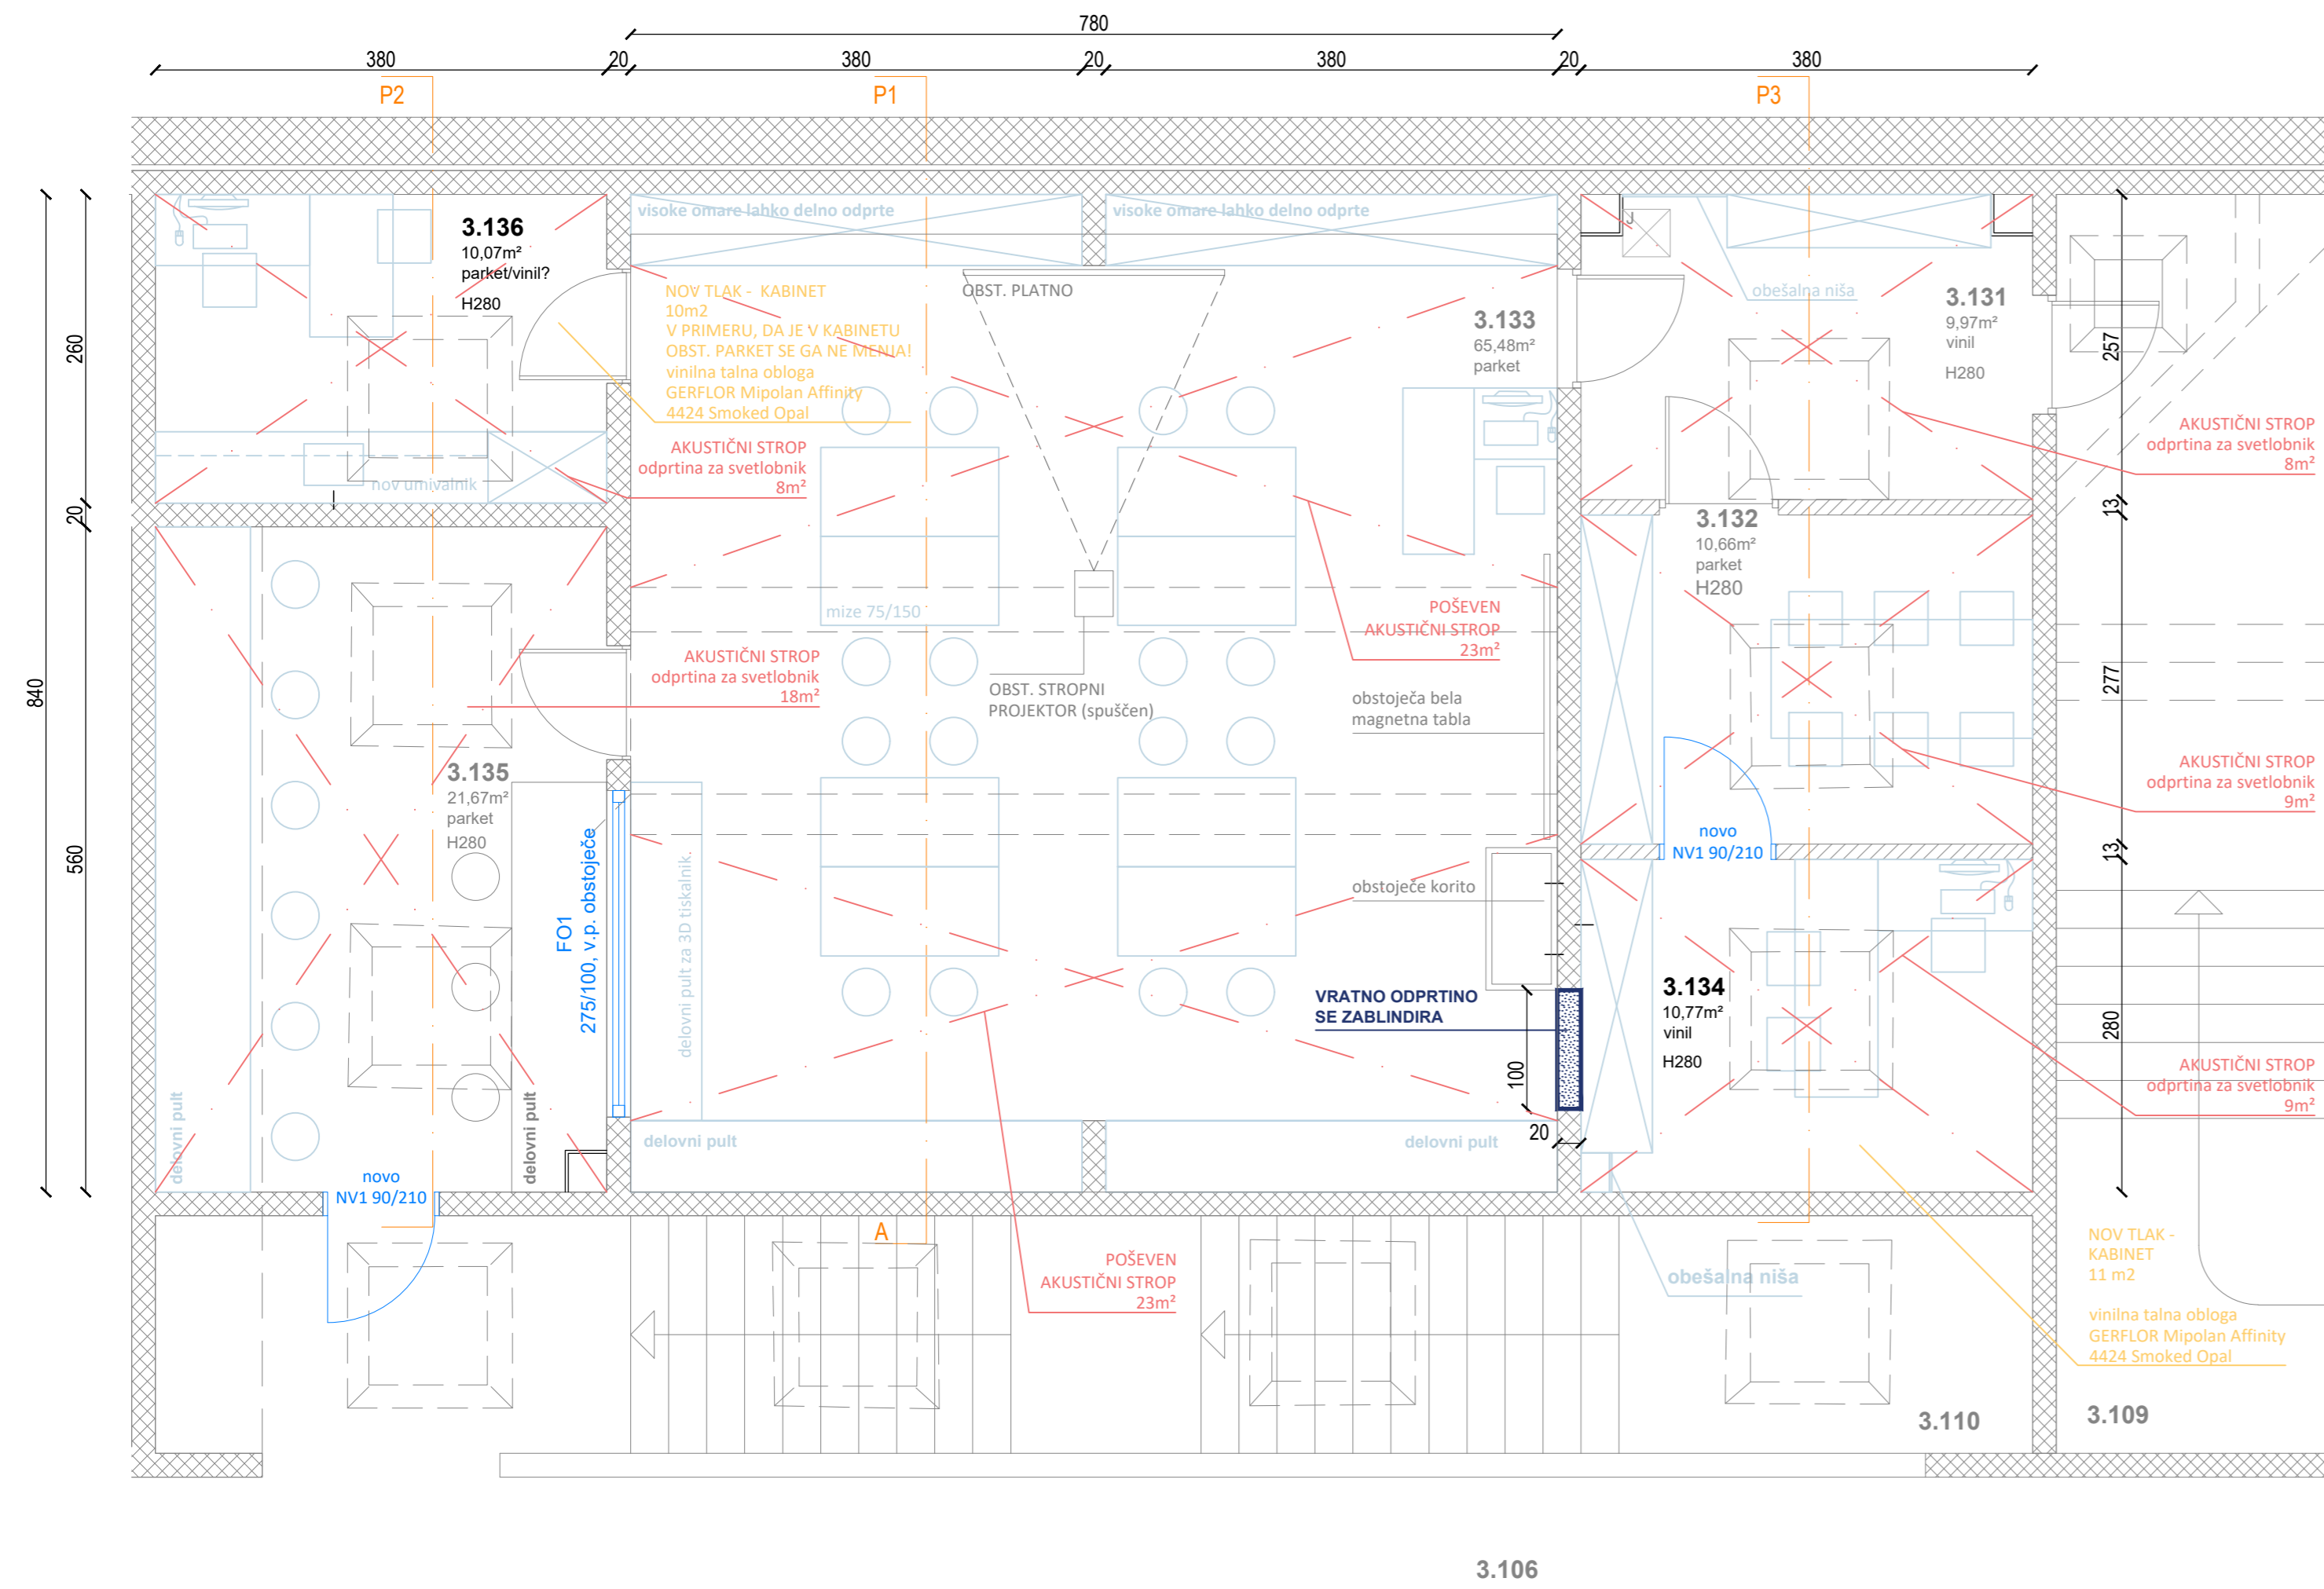 780
380
20
380
20
380
20
380
P2
P1
P3
3.136
10,07m²
parket/vinil?
H280
visoke omare lahko delno odprte
visoke omare lahko delno odprte
J
obešalna niša
3.131
9,97m²
vinil
H280
NOV TLAK - KABINET
10m2
V PRIMERU, DA JE V KABINETU
OBST. PARKET SE GA NE MENJA!
vinilna talna obloga
GERFLOR Mipolan Affinity
4424 Smoked Opal
OBST. PLATNO
3.133
65,48m²
parket
260
257
AKUSTIČNI STROP
odprtina za svetlobnik
8m²
AKUSTIČNI STROP
odprtina za svetlobnik
8m²
nov umivalnik
20
13
3.132
10,66m²
parket
H280
mize 75/150
POŠEVEN
AKUSTIČNI STROP
23m²
AKUSTIČNI STROP
odprtina za svetlobnik
18m²
OBST. STROPNI
PROJEKTOR (spuščen)
obstoječa bela
magnetna tabla
840
277
3.135
21,67m²
parket
H280
AKUSTIČNI STROP
odprtina za svetlobnik
9m²
novo
NV1 90/210
13
560
FO1
275/100, v.p. obstoječe
delovni pult za 3D tiskalnik
obstoječe korito
VRATNO ODPRTINO
SE ZABLINDIRA
100
20
3.134
10,77m²
vinil
H280
280
AKUSTIČNI STROP
odprtina za svetlobnik
9m²
delovni pult
delovni pult
delovni pult
delovni pult
novo
NV1 90/210
A
POŠEVEN
AKUSTIČNI STROP
23m²
obešalna niša
NOV TLAK -
KABINET
11 m2
vinilna talna obloga
GERFLOR Mipolan Affinity
4424 Smoked Opal
3.110
3.109
3.106